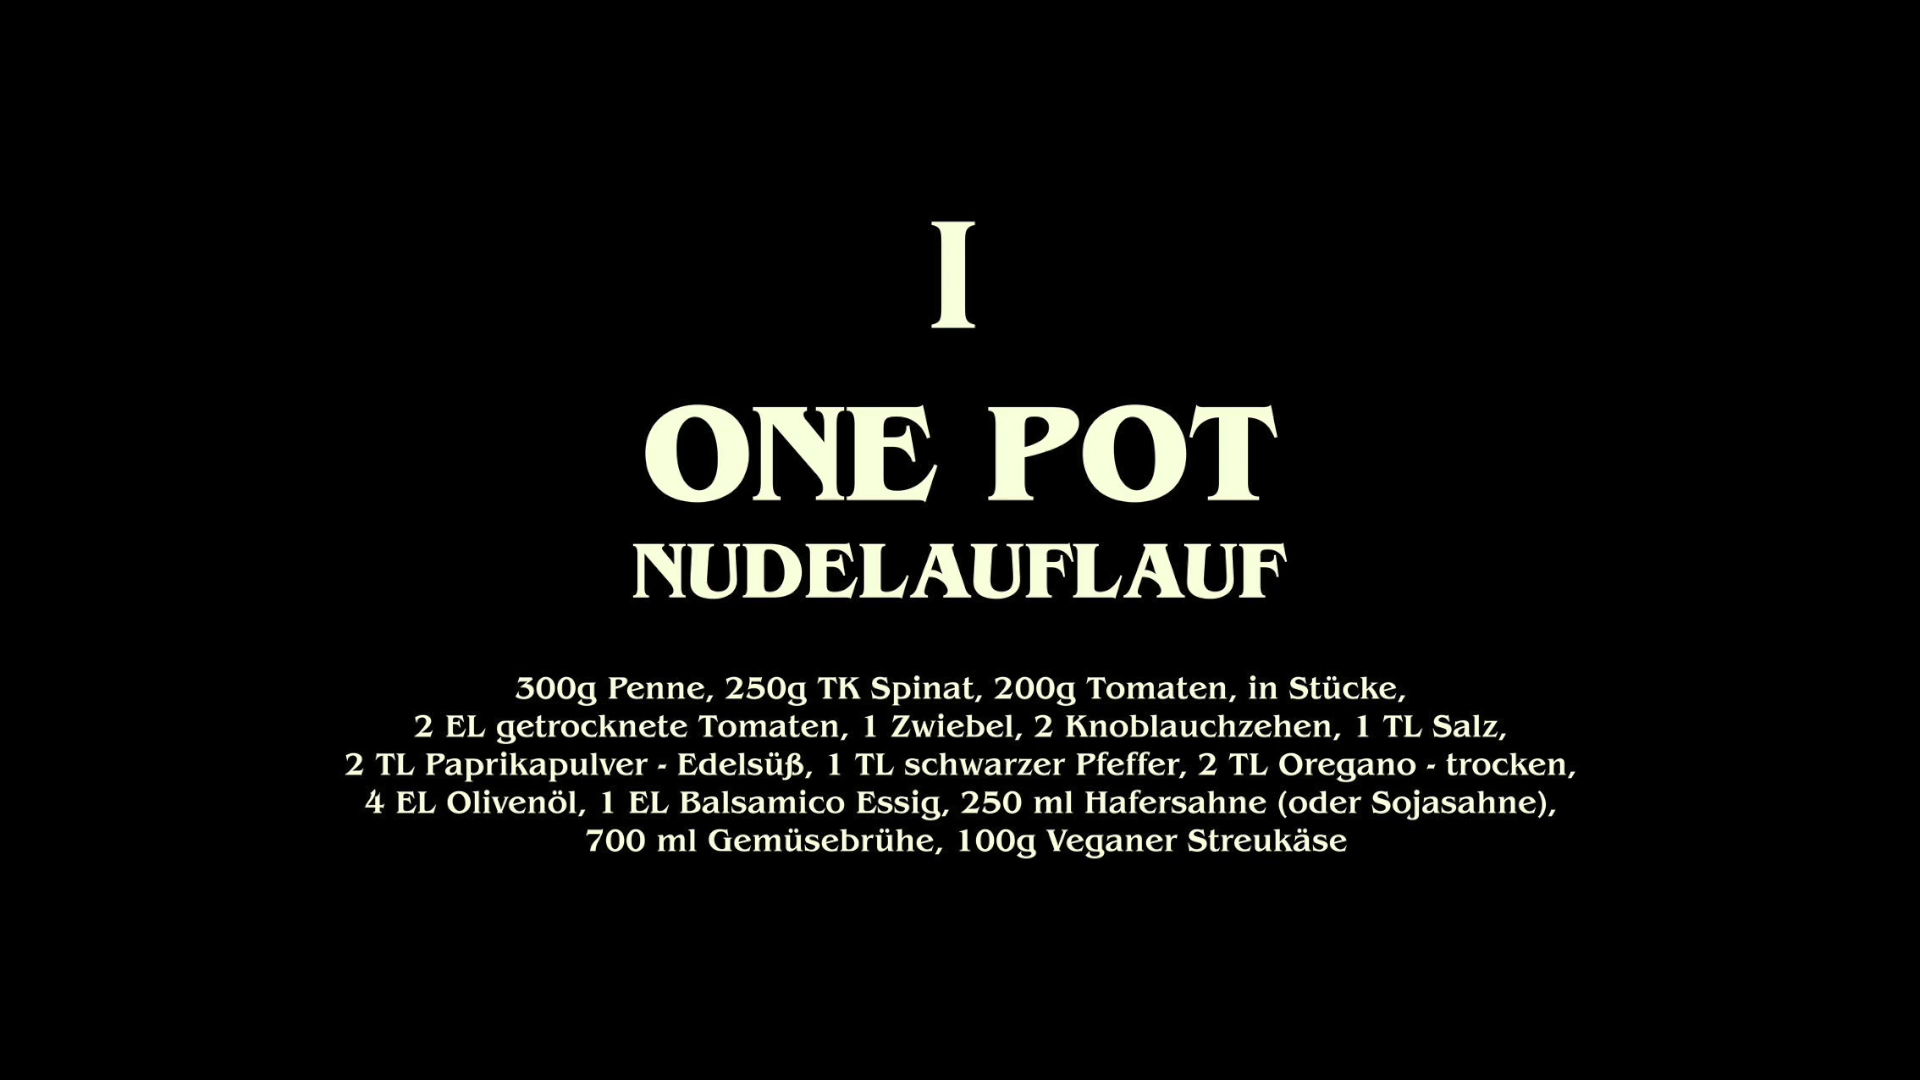 I
ONE POT
NUDELAUFLAUF
300g Penne, 250g TK Spinat, 200g Tomaten, in Stücke,
2 EL getrocknete Tomaten, 1 Zwiebel, 2 Knoblauchzehen, 1 TL Salz,
2 TL Paprikapulver - Edelsüß, 1 TL schwarzer Pfeffer, 2 TL Oregano - trocken,
4 EL Olivenöl, 1 EL Balsamico Essig, 250 ml Hafersahne (oder Sojasahne),
700 ml Gemüsebrühe, 100g Veganer Streukäse